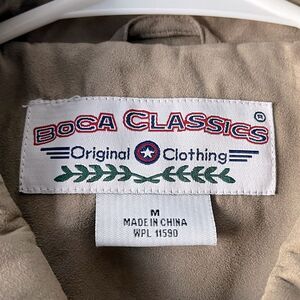 BOCA CLASSICS ®
Original Clothing
M
MADE IN CHINA
WPL 11590